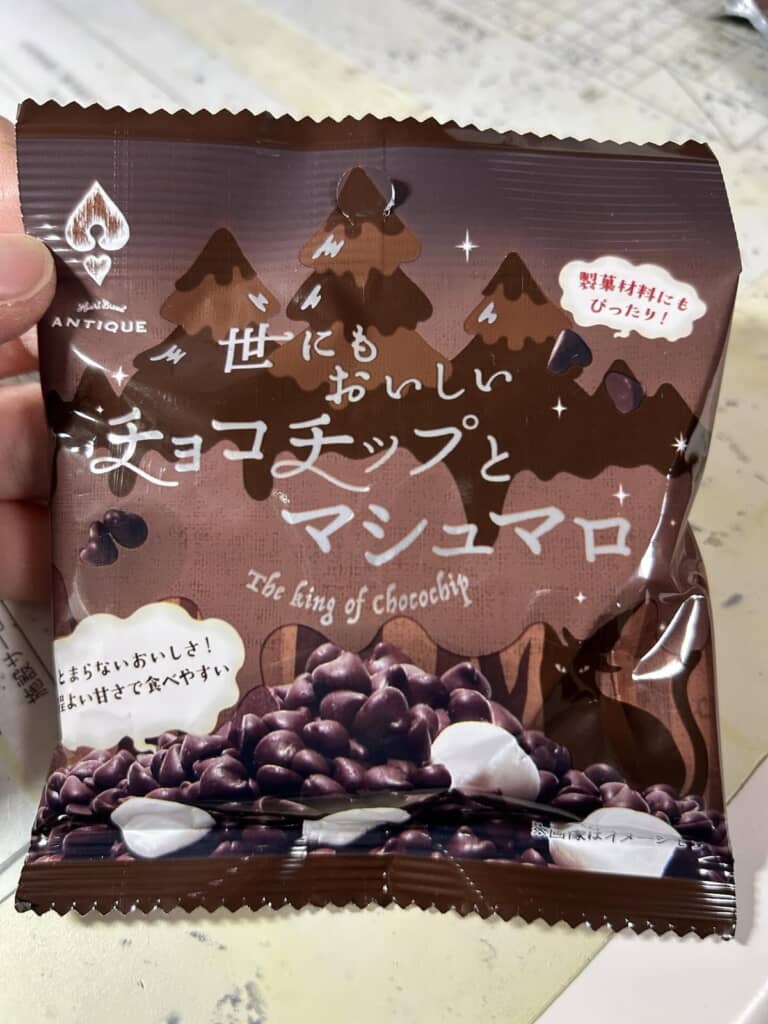 Heart Bread
ANTIQUE
製菓材料にも
ぴったり！
世にも
おいしい
チョコチップと
マシュマロ
The king of chocochip
とまらないおいしさ！
程よい甘さで食べやすい
※画像はイメージです